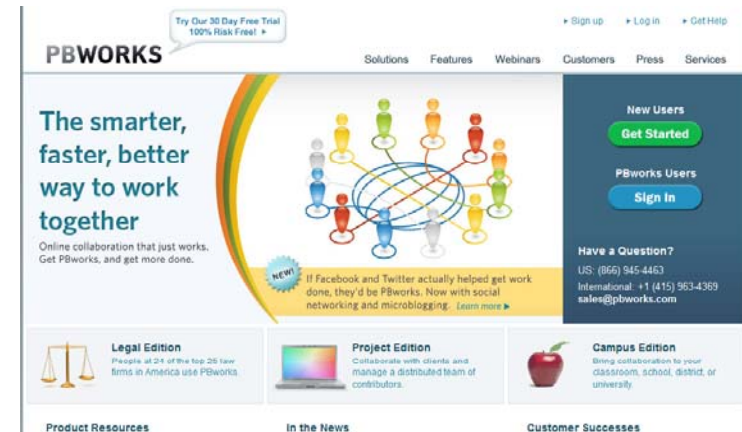 Try Our 30 Day Free Trial
100% Risk Free!
Sign up Log in Get Help
PBWORKS
Solutions Features Webinars Customers Press Services
The smarter,
faster, better
way to work
together
Online collaboration that just works.
Get PBworks, and get more done.
NEW!
If Facebook and Twitter actually helped get work
done, they'd be PBworks. Now with social
networking and microblogging. Learn more
New Users
Get Started
PBworks Users
Sign In
Have a Question?
US: (866) 945-4463
International: +1 (415) 963-4369
sales@pbworks.com
Legal Edition
People at 24 of the top 25 law
firms in America use PBworks.
Project Edition
Collaborate with clients and
manage a distributed team of
contributors.
Campus Edition
Bring collaboration to your
classroom, school, district, or
university.
Product Resources In the News Customer Successes